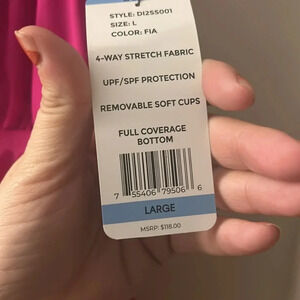 STYLE: DI2SS001
SIZE: L
COLOR: FIA
4-WAY STRETCH FABRIC
UPF/SPF PROTECTION
REMOVABLE SOFT CUPS
FULL COVERAGE
BOTTOM
7 55406 79506 6
LARGE
MSRP: $118.00